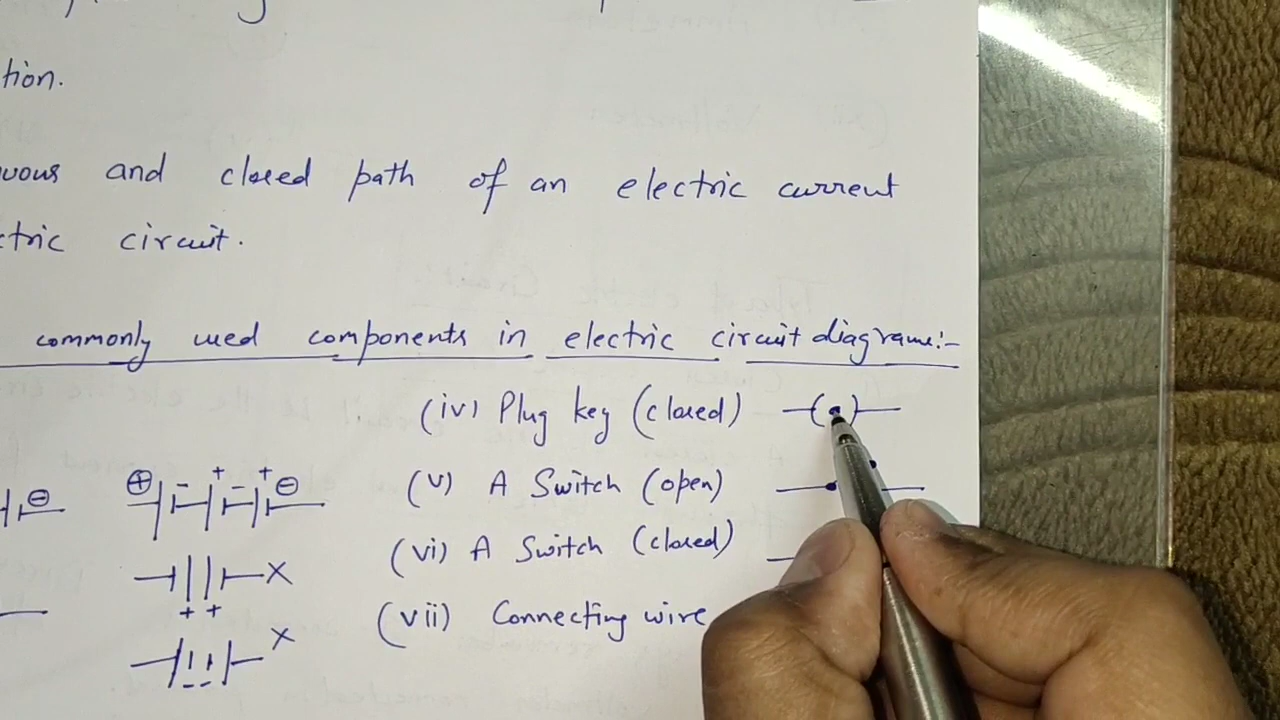 tion.
uous and closed path of an electric current
ctric circuit.
commonly used components in electric circuit diagrams:-
(iv) Plug key (closed)
(v) A Switch (open)
(vi) A Switch (closed)
(vii) Connecting wire